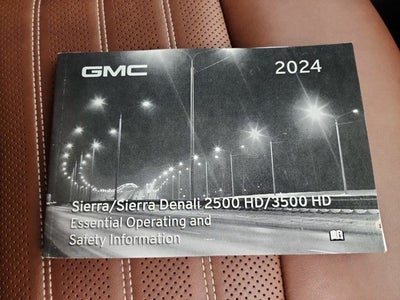 GMC 2024
Sierra/Sierra Denali 2500 HD/3500 HD
Essential Operating and
Safety Information